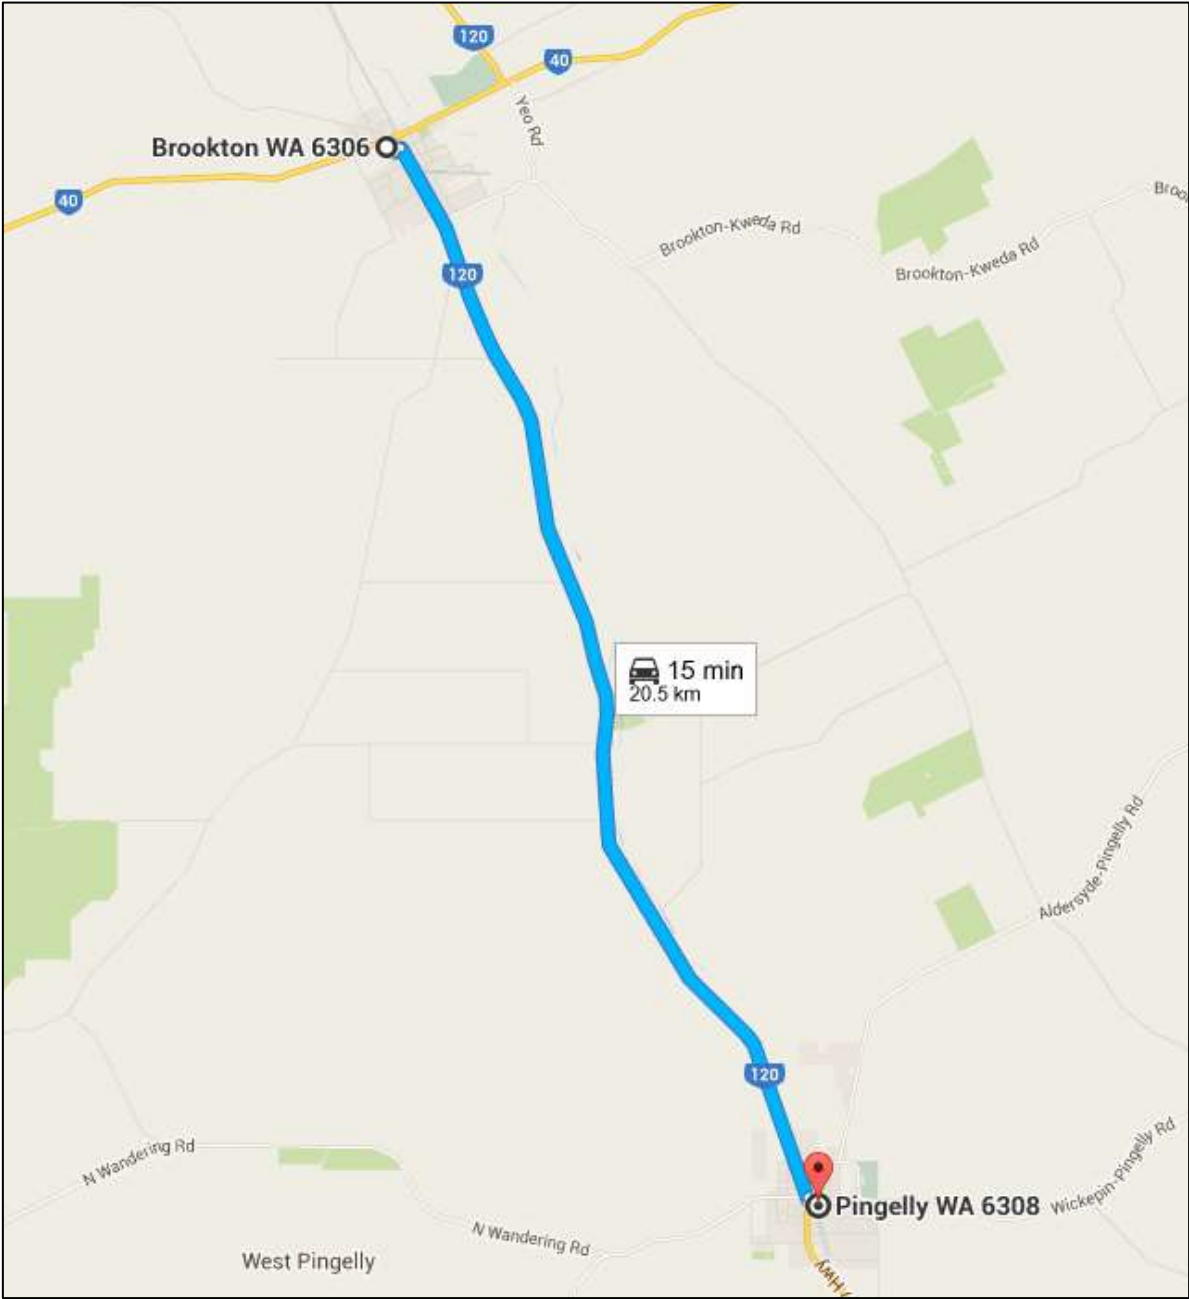 120
40
Yeo Rd
Brookton WA 6306
40
Brookton-Kweda Rd
Brookton-Kweda Rd
120
15 min
20.5 km
Aldersyde-Pingelly Rd
120
N Wandering Rd
Pingelly WA 6308
Wickepin-Pingelly Rd
N Wandering Rd
West Pingelly
Hwy